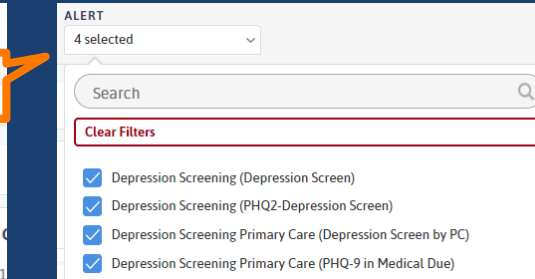 ALERT
4 selected
Search
Clear Filters
Depression Screening (Depression Screen)
Depression Screening (PHQ2-Depression Screen)
Depression Screening Primary Care (Depression Screen by PC)
Depression Screening Primary Care (PHQ-9 in Medical Due)